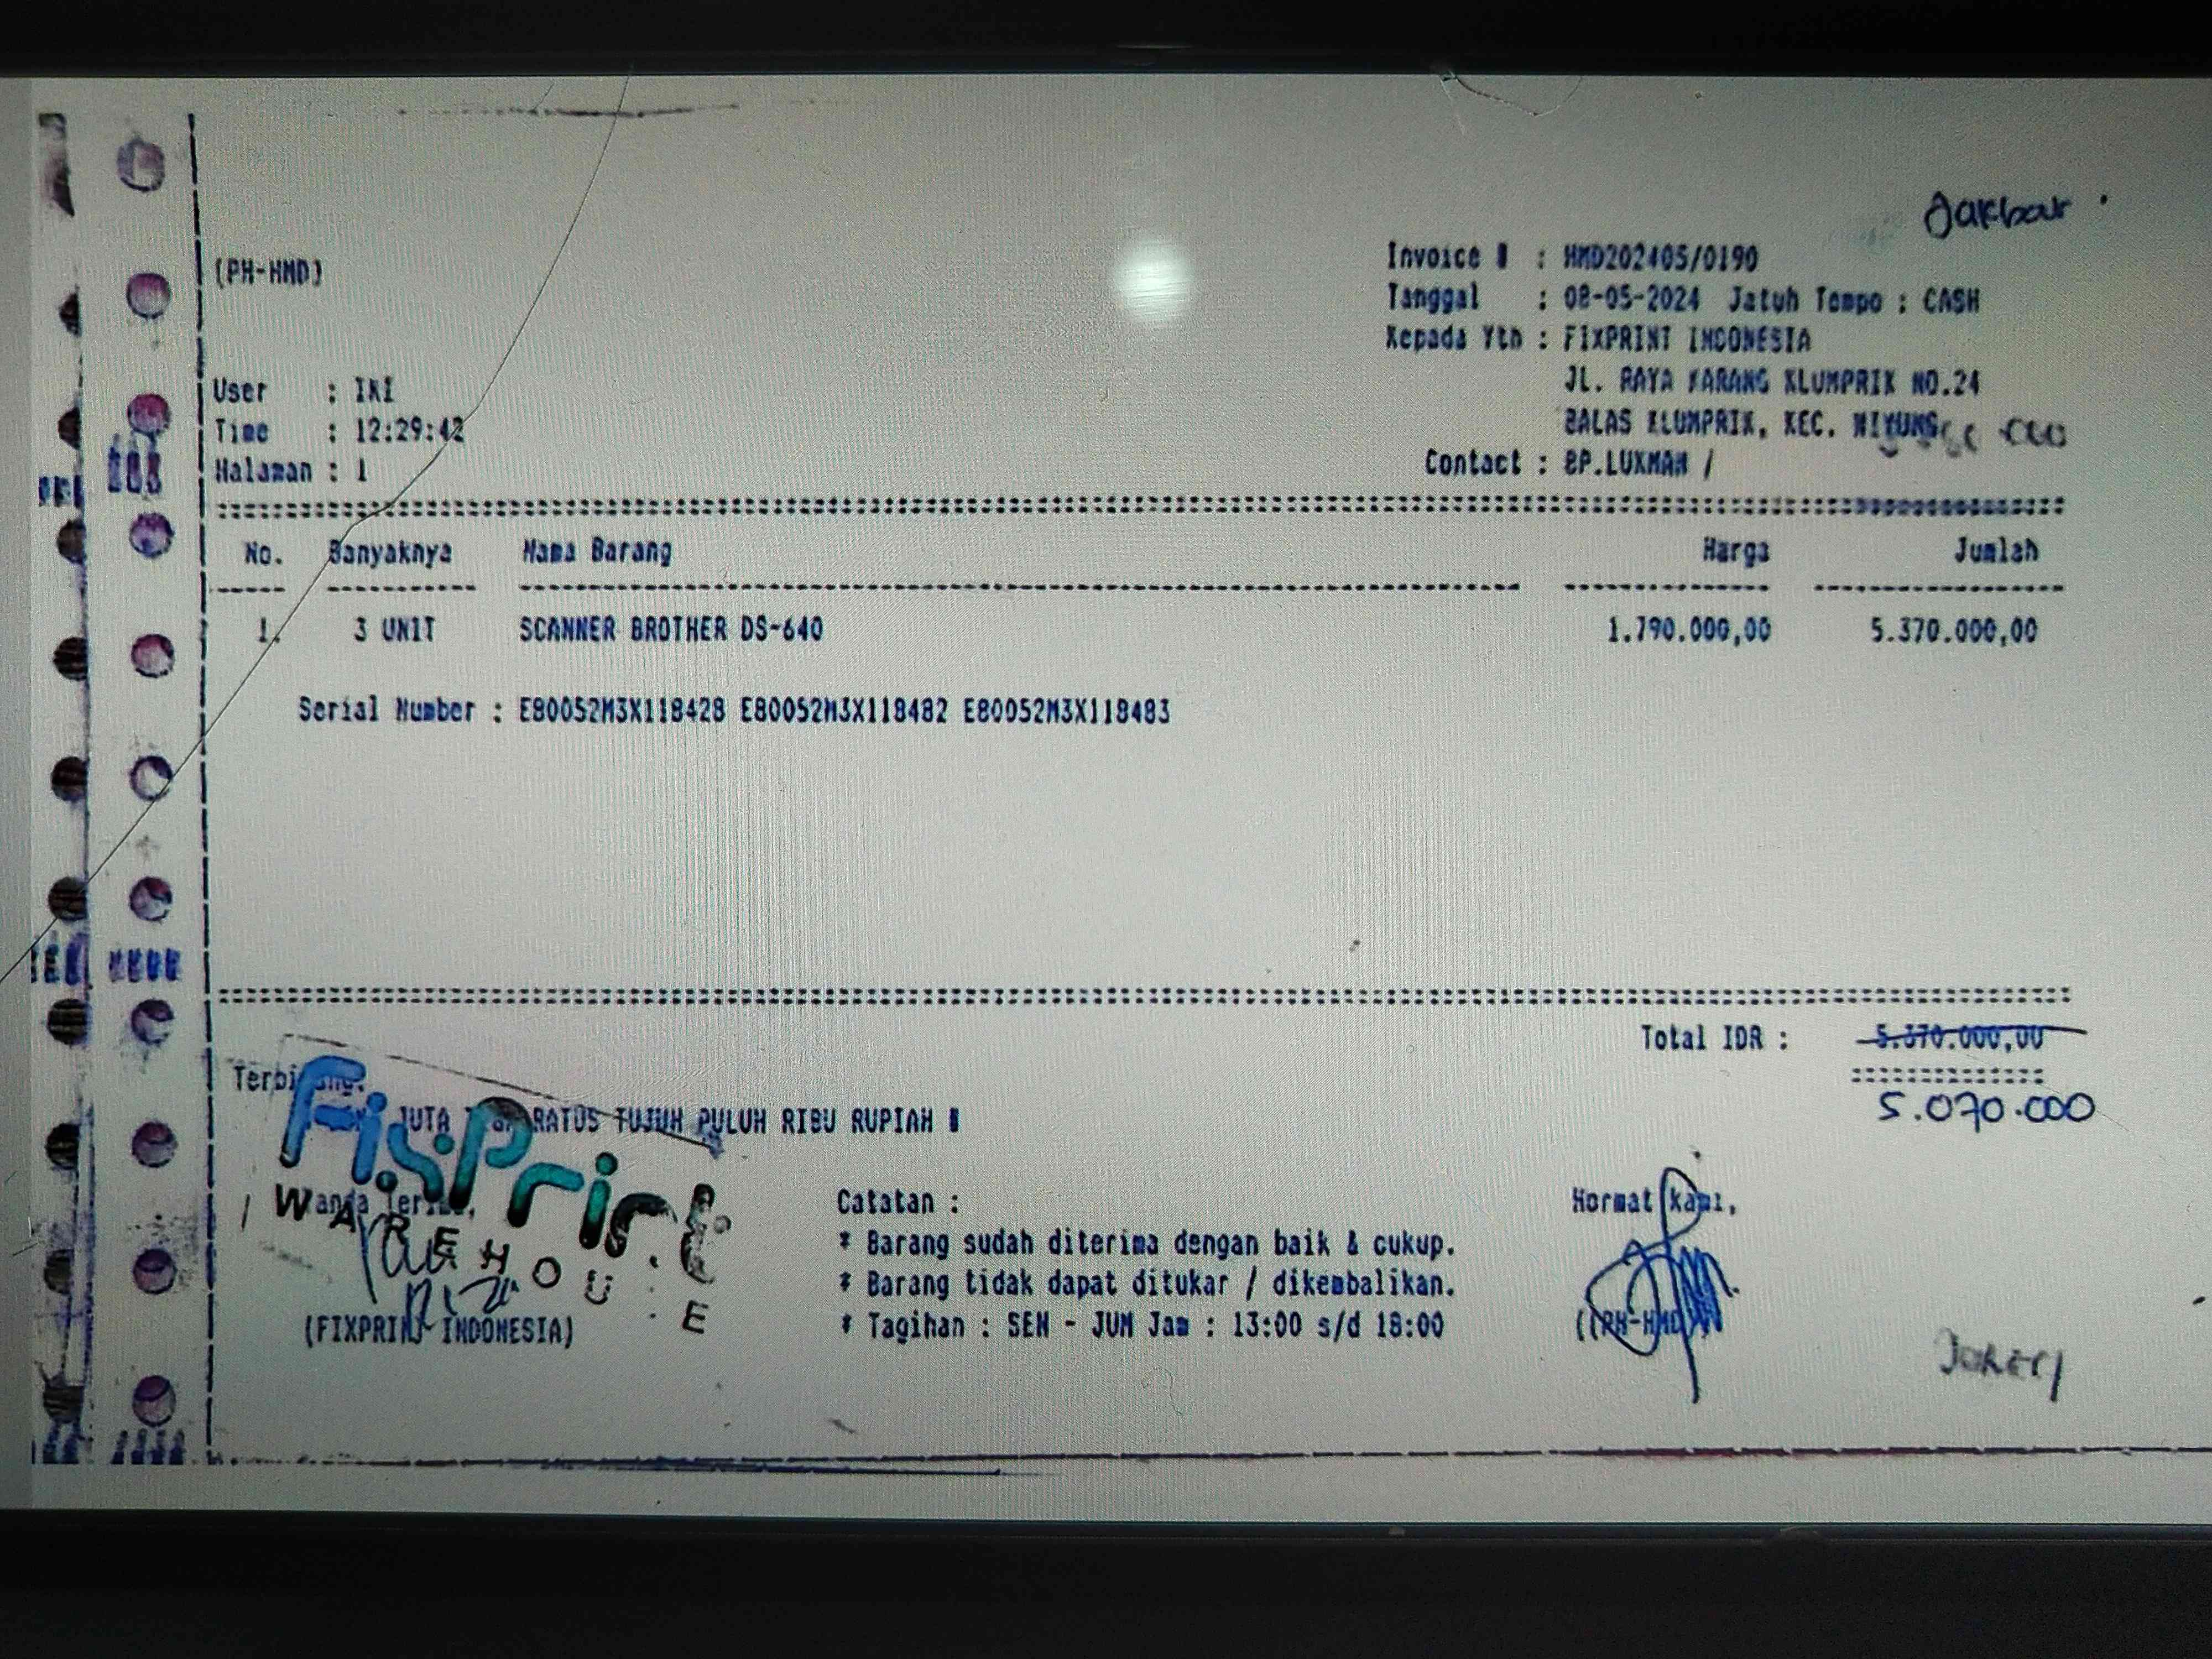 Jakbar
(PH-HMD)
Invoice # : HMD202405/0190
Tanggal : 08-05-2024 Jatuh Tempo : CASH
Kepada Yth : FIXPRINT INDONESIA
JL. RAYA KARANG KLUMPRIK NO.24
BALAS KLUMPRIK, KEC. WIYUNG
Contact : BP.LUKMAN /
User : IKI
Time : 12:29:42
Halaman : 1
No. Banyaknya Nama Barang Harga Jumlah
1. 3 UNIT SCANNER BROTHER DS-640 1.790.000,00 5.370.000,00
Serial Number : E80052M3X118428 E80052M3X118482 E80052M3X118483
Total IDR : 5.370.000,00
5.070.000
JUTA RATUS TUJUH PULUH RIBU RUPIAH #
FixPrint
WAREHOUSE
Tanda Terima,
(FIXPRINT INDONESIA)
Catatan :
* Barang sudah diterima dengan baik & cukup.
* Barang tidak dapat ditukar / dikembalikan.
* Tagihan : SEN - JUM Jam : 13:00 s/d 18:00
Hormat kami,
((PH-HMD)